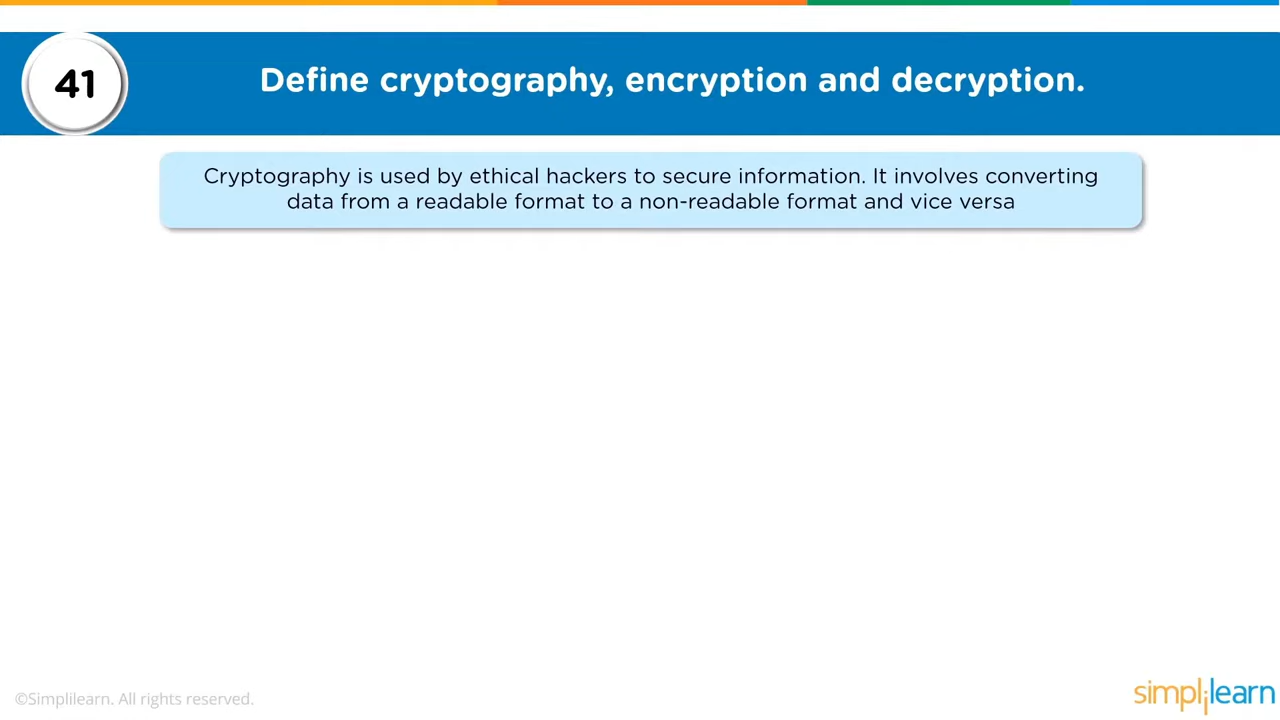 41
Define cryptography, encryption and decryption.
Cryptography is used by ethical hackers to secure information. It involves converting
data from a readable format to a non-readable format and vice versa
©Simplilearn. All rights reserved.
simplilearn